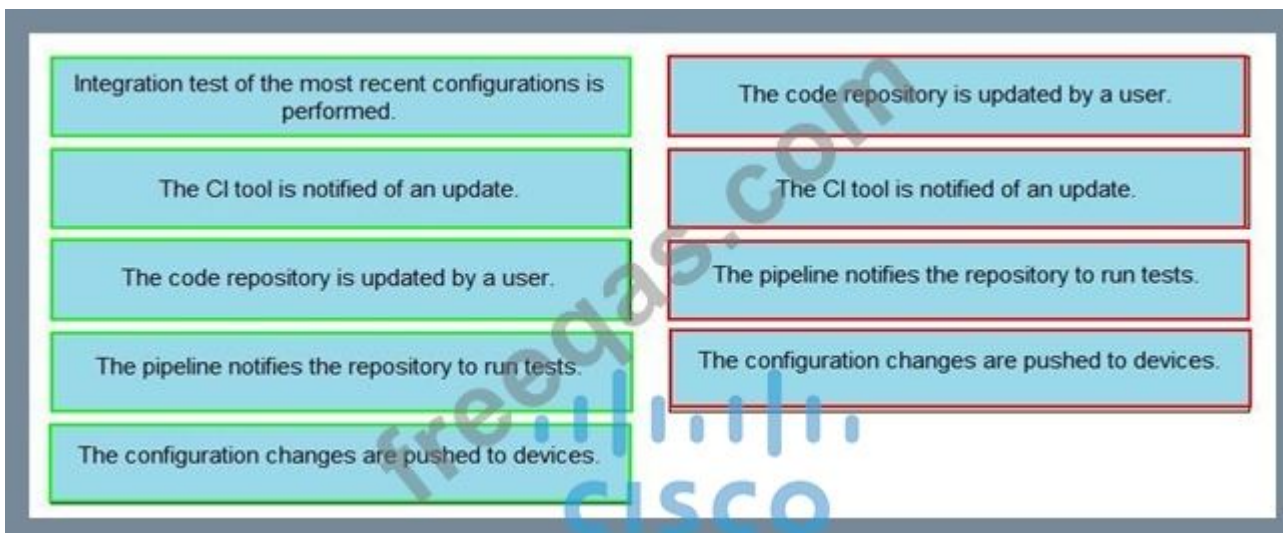 Integration test of the most recent configurations is
performed.
The CI tool is notified of an update.
The code repository is updated by a user.
The pipeline notifies the repository to run tests.
The configuration changes are pushed to devices.
The code repository is updated by a user.
The CI tool is notified of an update.
The pipeline notifies the repository to run tests.
The configuration changes are pushed to devices.
freeqas.com
CISCO